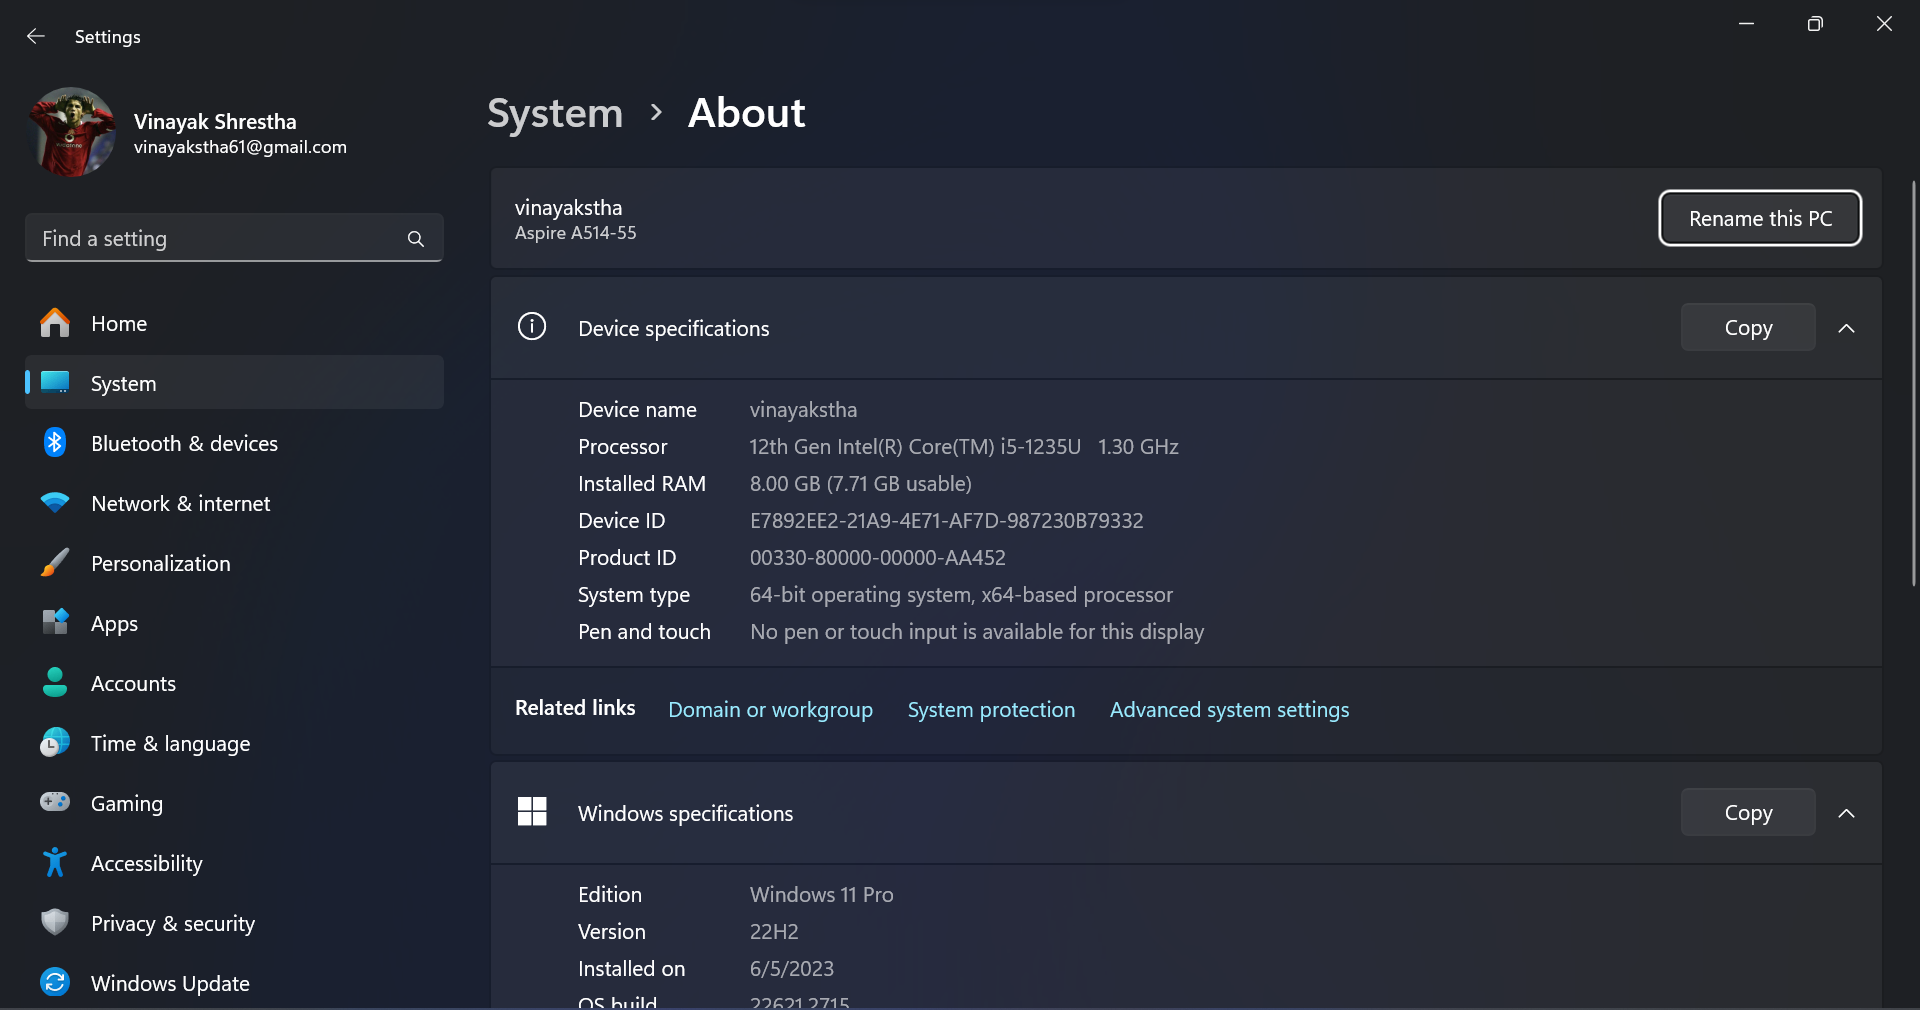 Settings
Vinayak Shrestha
vinayakstha61@gmail.com
Find a setting
Home
System
Bluetooth & devices
Network & internet
Personalization
Apps
Accounts
Time & language
Gaming
Accessibility
Privacy & security
Windows Update
System > About
vinayakstha
Aspire A514-55
Rename this PC
Device specifications
Copy
Device name vinayakstha
Processor 12th Gen Intel(R) Core(TM) i5-1235U 1.30 GHz
Installed RAM 8.00 GB (7.71 GB usable)
Device ID E7892EE2-21A9-4E71-AF7D-987230B79332
Product ID 00330-80000-00000-AA452
System type 64-bit operating system, x64-based processor
Pen and touch No pen or touch input is available for this display
Related links Domain or workgroup System protection Advanced system settings
Windows specifications
Copy
Edition Windows 11 Pro
Version 22H2
Installed on 6/5/2023
OS build 22621.2715